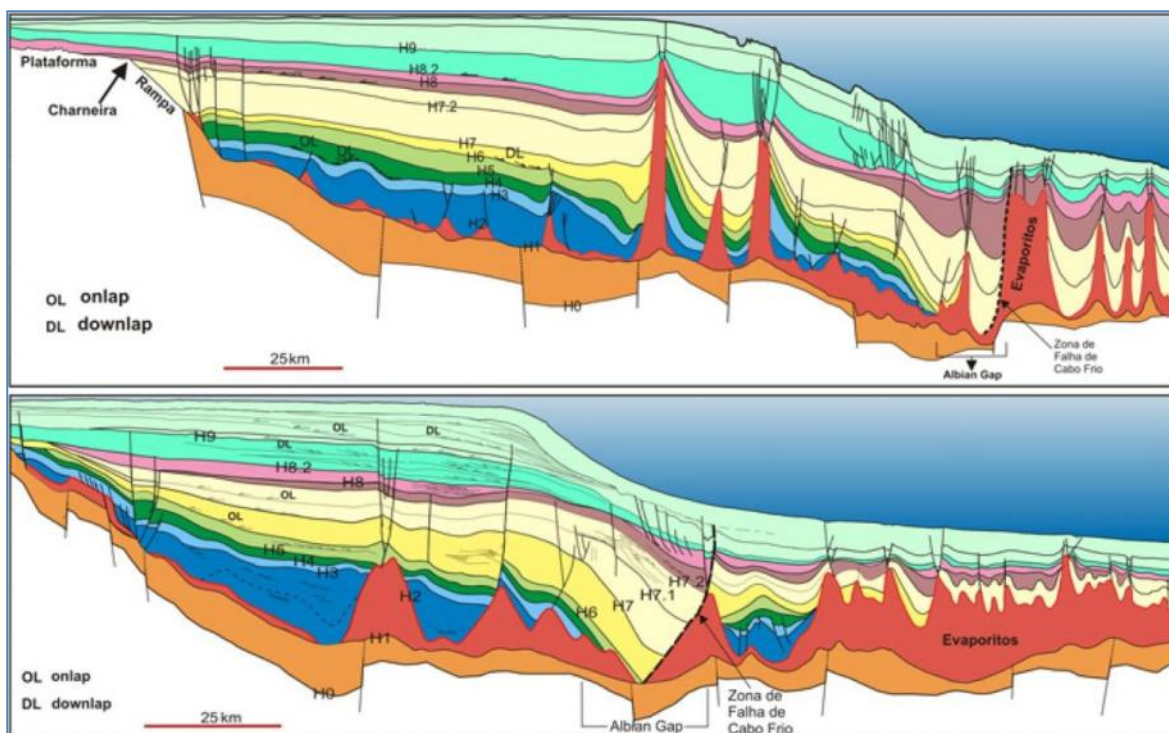 H9
Plataforma
H8.2
H8
Charneira
Rampa
H7.2
OL
H7
DL
DL
H6
H5
H4
H3
H2
H1
Evaporitos
OL onlap
H0
DL downlap
25km
Zona de
Falha de
Cabo Frio
Albian Gap
OL
DL
H9
DL
H8.2
H8
OL
OL
H6
H4
H3
H7.2
H7.1
H7
H6
H2
H1
Evaporitos
OL onlap
H0
DL downlap
25km
Albian Gap
Zona de
Falha de
Cabo Frio